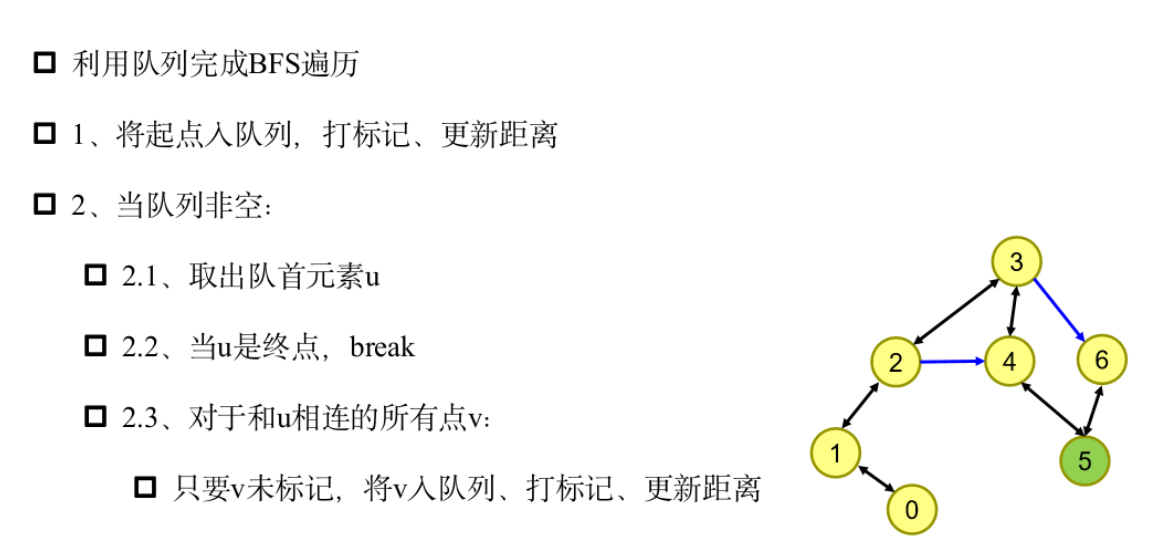 利用队列完成BFS遍历
1、将起点入队列，打标记、更新距离
2、当队列非空：
2.1、取出队首元素u
2.2、当u是终点，break
2.3、对于和u相连的所有点v：
只要v未标记，将v入队列、打标记、更新距离
3
2
4
6
1
5
0